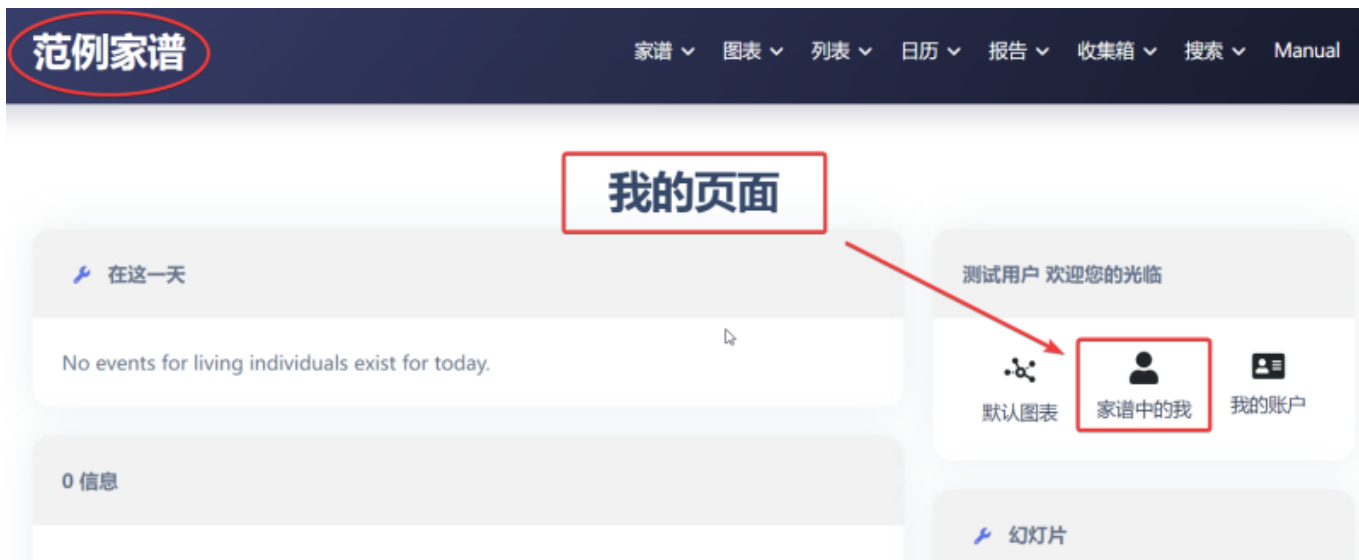 范例家谱
家谱 图表 列表 日历 报告 收集箱 搜索 Manual
我的页面
在这一天
No events for living individuals exist for today.
0 信息
测试用户 欢迎您的光临
默认图表 家谱中的我 我的账户
幻灯片